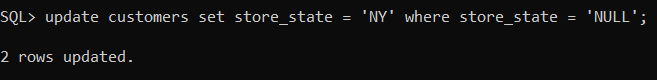 SQL> update customers set store_state = 'NY' where store_state = 'NULL';
2 rows updated.